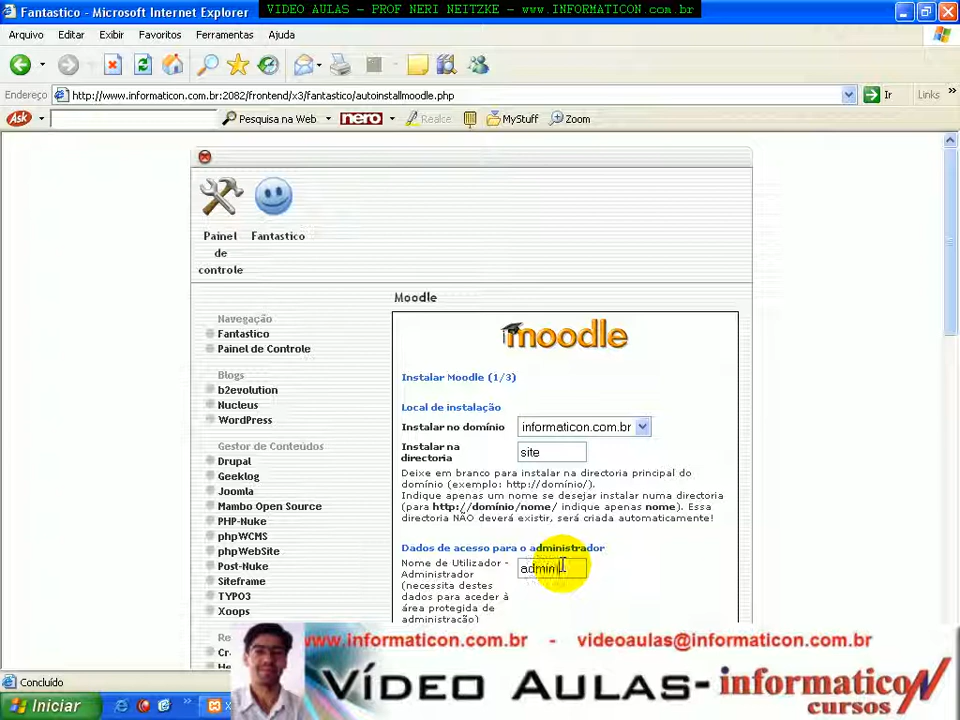 Fantastico - Microsoft Internet Explorer
VIDEO AULAS - PROF NERI NEITZKE - www.INFORMATICON.com.br
Arquivo Editar Exibir Favoritos Ferramentas Ajuda
Endereço http://www.informaticon.com.br:2082/frontend/x3/fantastico/autoinstallmoodle.php Ir Links »
Ask Pesquisa na Web nero Realce MyStuff Zoom
Painel de controle
Fantastico
Navegação
Fantastico
Painel de Controle
Blogs
b2evolution
Nucleus
WordPress
Gestor de Conteúdos
Drupal
Geeklog
Joomla
Mambo Open Source
PHP-Nuke
phpWCMS
phpWebSite
Post-Nuke
Siteframe
TYPO3
Xoops
Moodle
moodle
Instalar Moodle (1/3)
Local de instalação
Instalar no domínio informaticon.com.br
Instalar na directoria site
Deixe em branco para instalar na directoria principal do
domínio (exemplo: http://domínio/).
Indique apenas um nome se desejar instalar numa directoria
(para http://domínio/nome/ indique apenas nome). Essa
directoria NÃO deverá existir, será criada automaticamente!
Dados de acesso para o administrador
Nome de Utilizador - admin
Administrador
(necessita destes
dados para aceder à
área protegida de
administração)
www.informaticon.com.br - videoaulas@informaticon.com.br
VÍDEO AULAS- informaticoN
cursos
Concluído
Iniciar